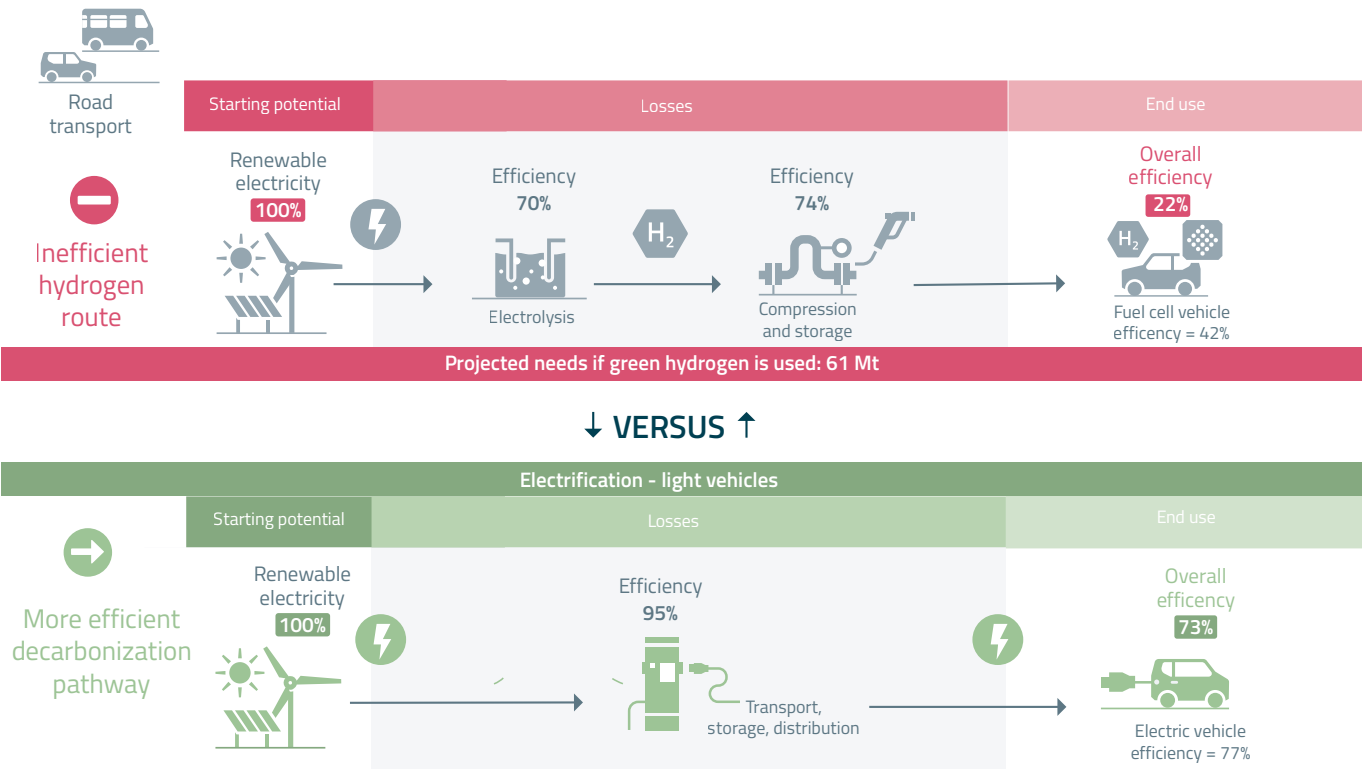 Road
transport
Starting potential
Losses
End use
Inefficient
hydrogen
route
Renewable
electricity
100%
Efficiency
70%
Electrolysis
H2
Efficiency
74%
Compression
and storage
Overall
efficiency
22%
H2
Fuel cell vehicle
efficency = 42%
Projected needs if green hydrogen is used: 61 Mt
↓ VERSUS ↑
Electrification - light vehicles
Starting potential
Losses
End use
More efficient
decarbonization
pathway
Renewable
electricity
100%
Efficiency
95%
Transport,
storage, distribution
Overall
efficency
73%
Electric vehicle
efficiency = 77%